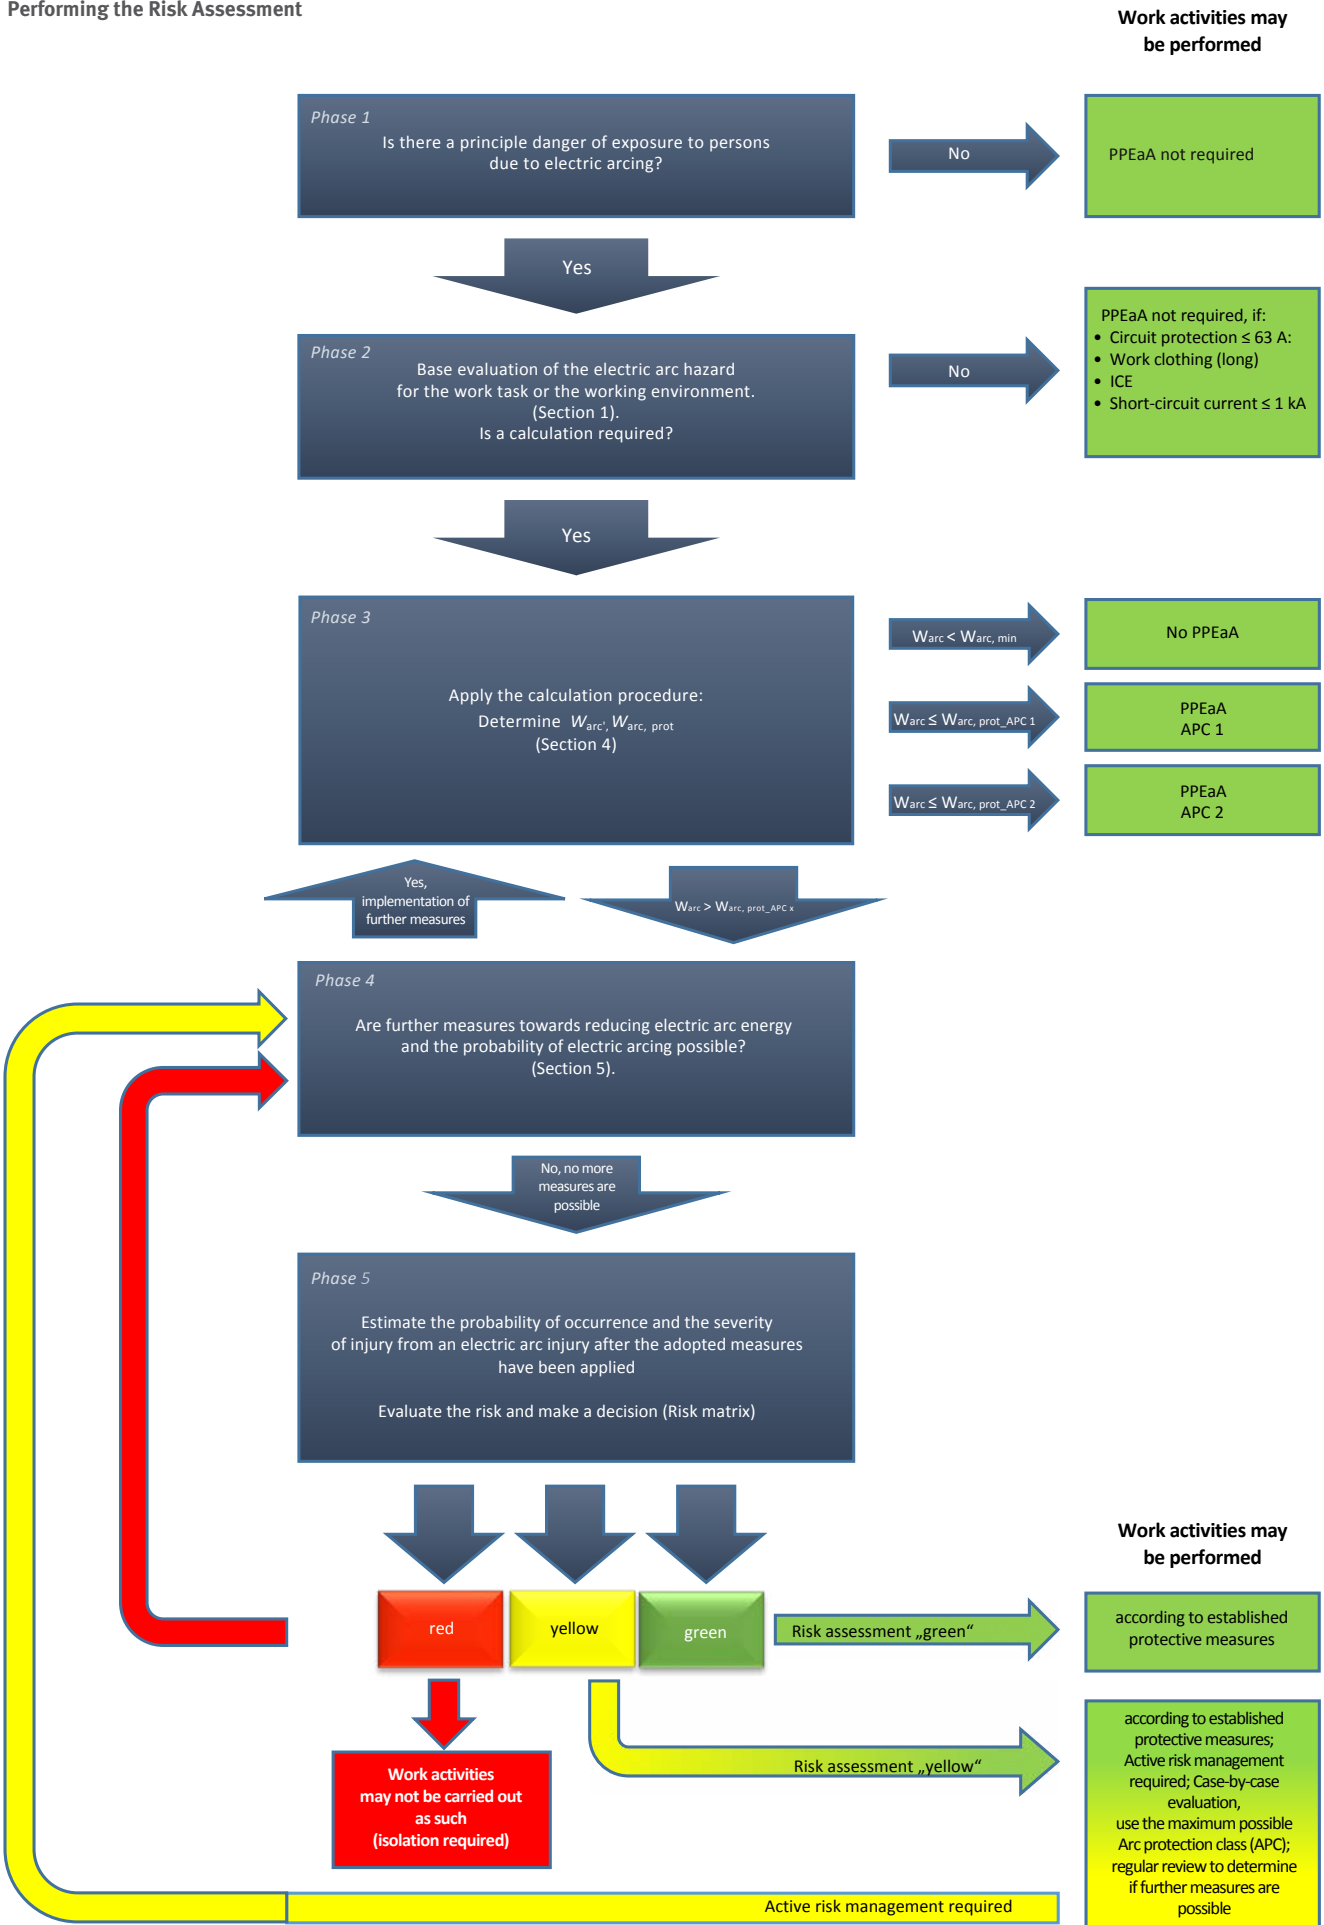 Performing the Risk Assessment
Work activities may
be performed
Phase 1
Is there a principle danger of exposure to persons
due to electric arcing?
No
PPEaA not required
Yes
Phase 2
Base evaluation of the electric arc hazard
for the work task or the working environment.
(Section 1).
Is a calculation required?
No
PPEaA not required, if:
• Circuit protection ≤ 63 A:
• Work clothing (long)
• ICE
• Short-circuit current ≤ 1 kA
Yes
Phase 3
Apply the calculation procedure:
Determine Warc', Warc, prot
(Section 4)
Warc < Warc, min
No PPEaA
Warc ≤ Warc, prot_APC 1
PPEaA
APC 1
Warc ≤ Warc, prot_APC 2
PPEaA
APC 2
Yes,
implementation of
further measures
Warc > Warc, prot_APC x
Phase 4
Are further measures towards reducing electric arc energy
and the probability of electric arcing possible?
(Section 5).
No, no more
measures are
possible
Phase 5
Estimate the probability of occurrence and the severity
of injury from an electric arc injury after the adopted measures
have been applied
Evaluate the risk and make a decision (Risk matrix)
Work activities may
be performed
red
yellow
green
Risk assessment „green“
according to established
protective measures
Risk assessment „yellow“
according to established
protective measures;
Active risk management
required; Case-by-case
evaluation,
use the maximum possible
Arc protection class (APC);
regular review to determine
if further measures are
possible
Work activities
may not be carried out
as such
(isolation required)
Active risk management required